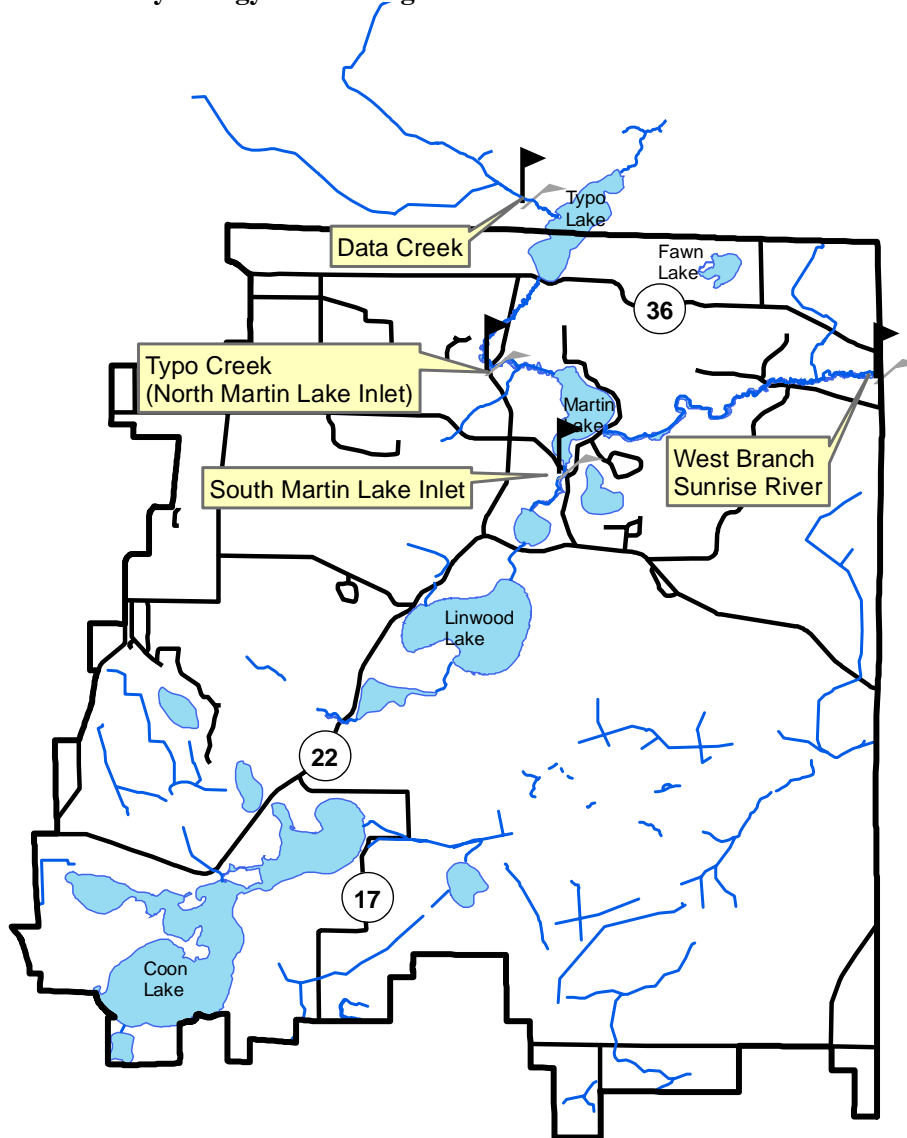 Typo
Lake
Data Creek
Fawn
Lake
36
Typo Creek
(North Martin Lake Inlet)
Martin
Lake
West Branch
Sunrise River
South Martin Lake Inlet
Linwood
Lake
22
17
Coon
Lake